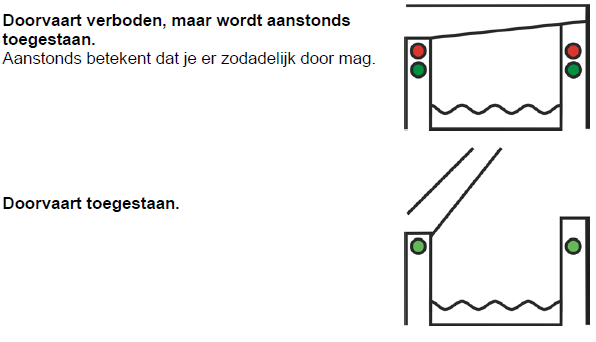 Doorvaart verboden, maar wordt aanstonds
toegestaan.
Aanstonds betekent dat je er zodadelijk door mag.
Doorvaart toegestaan.